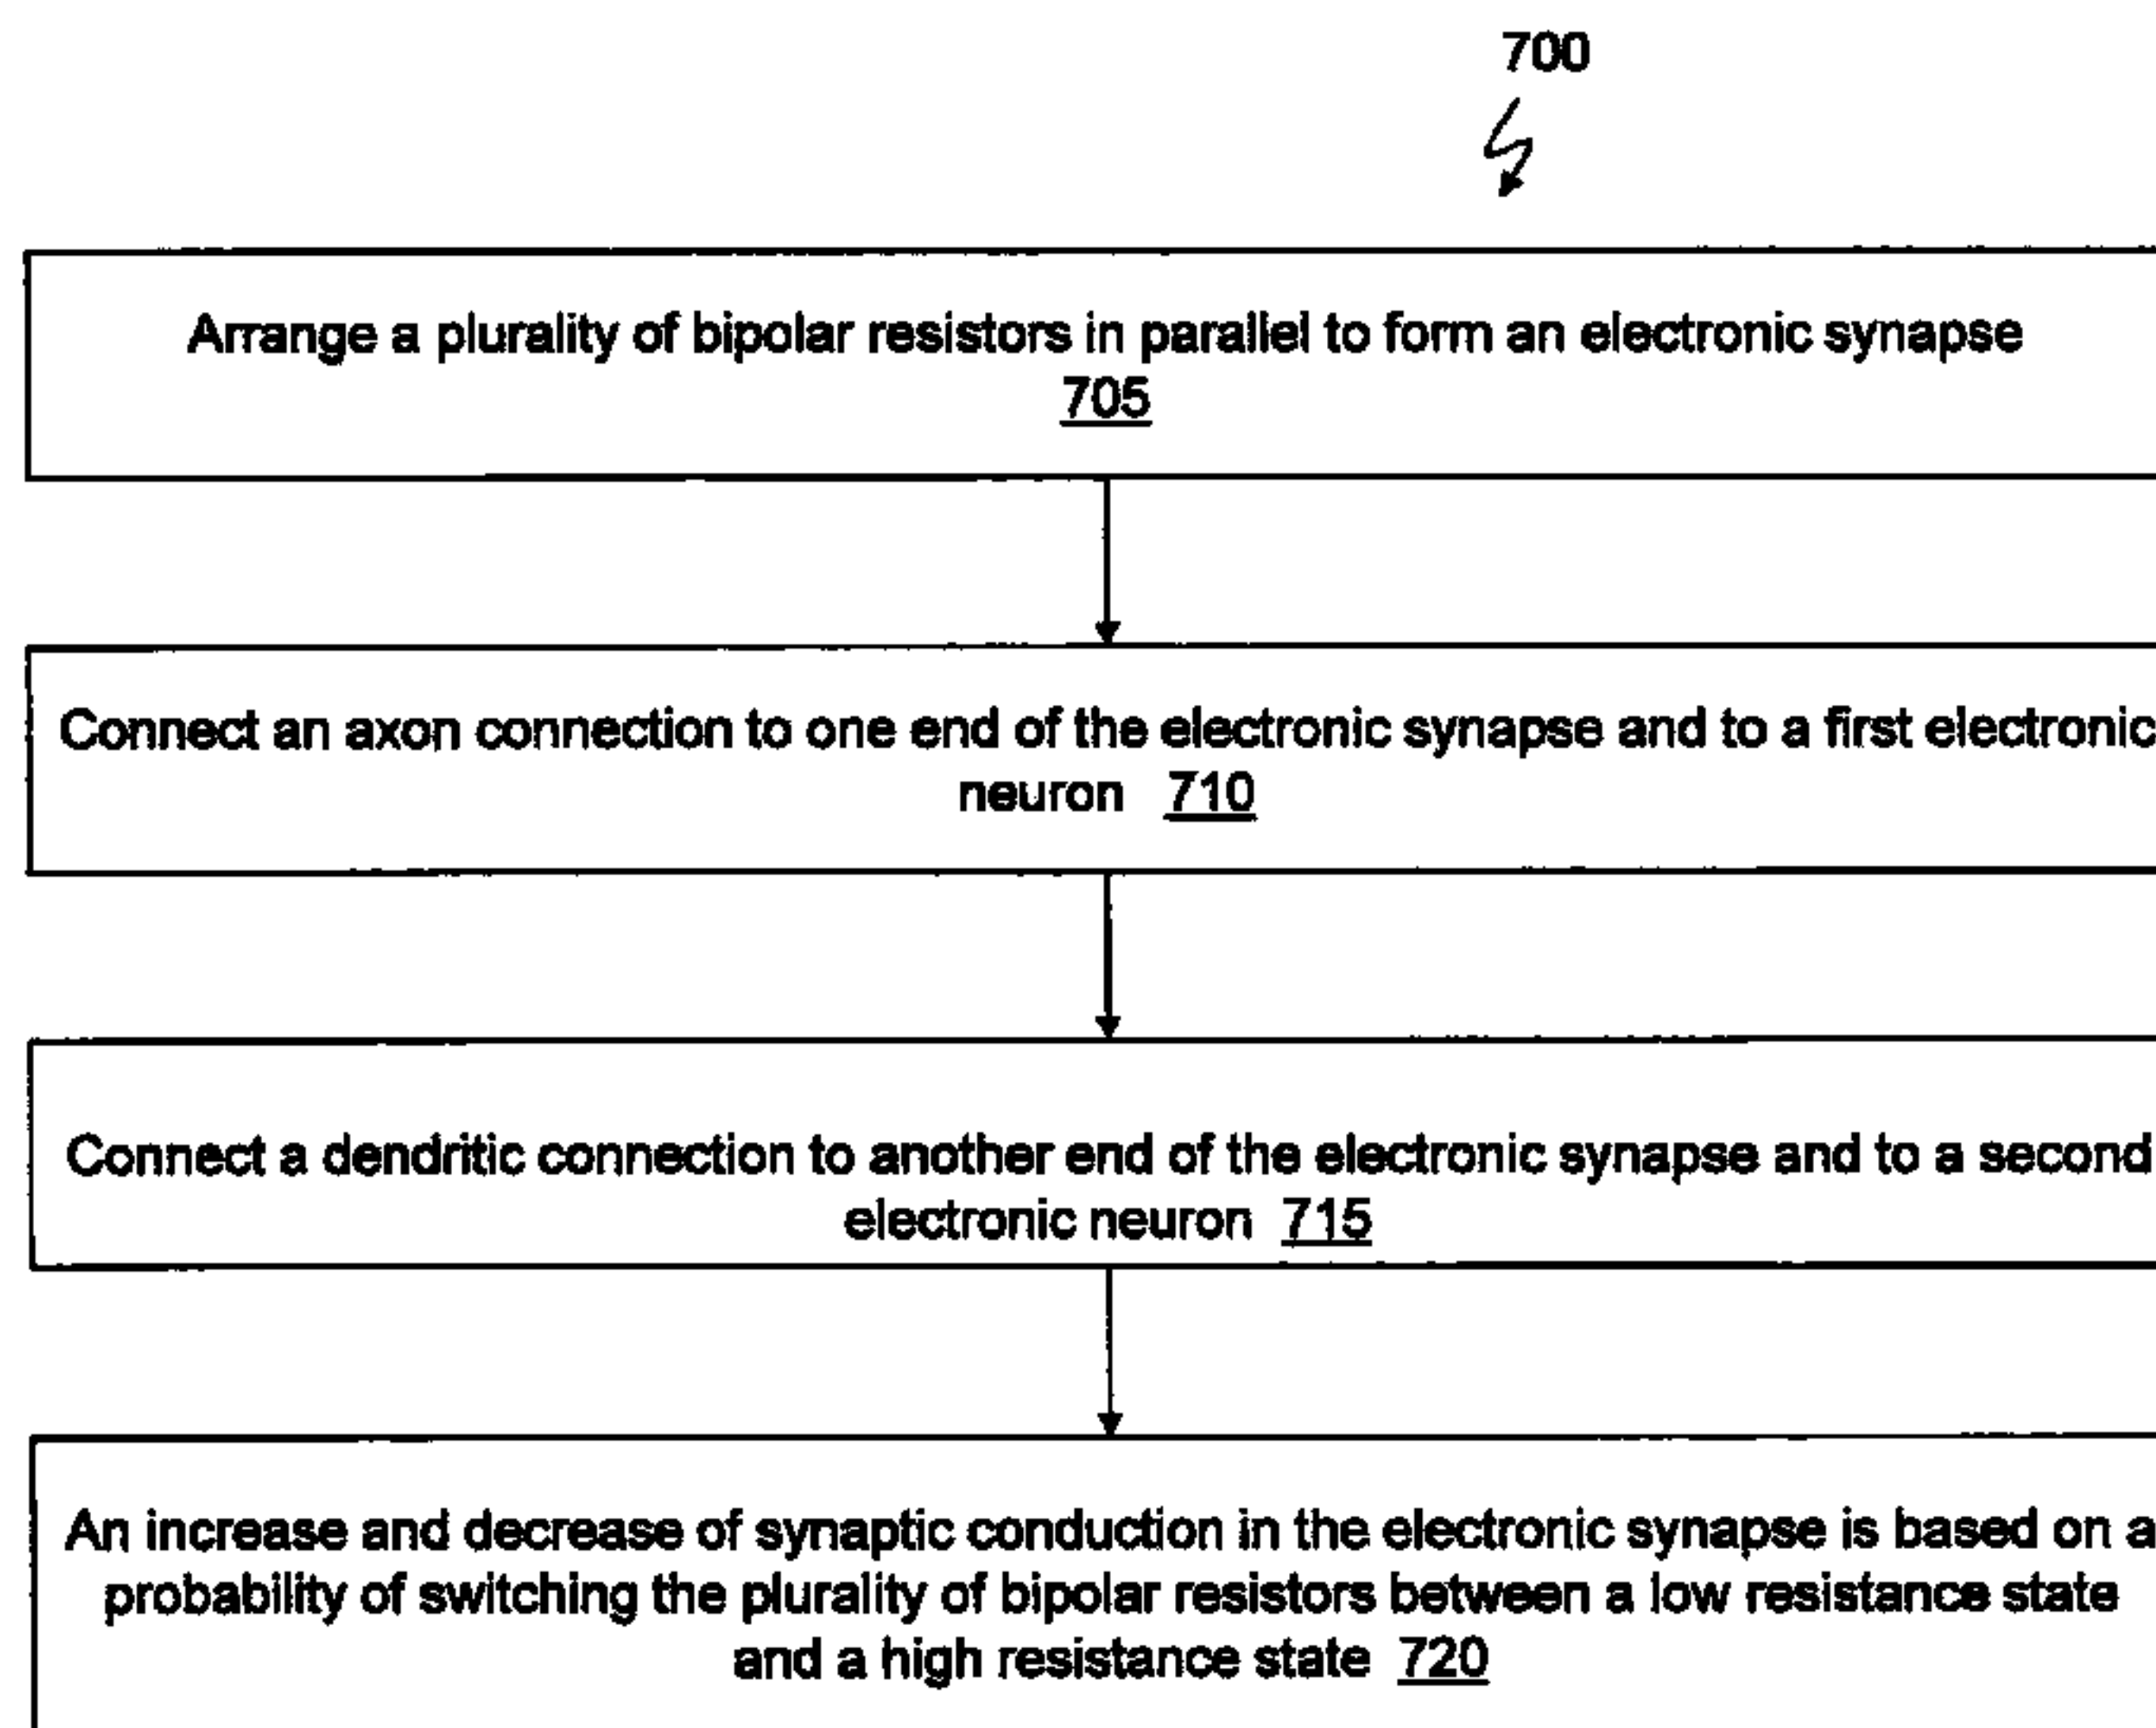 700
Arrange a plurality of bipolar resistors in parallel to form an electronic synapse
705
Connect an axon connection to one end of the electronic synapse and to a first electronic
neuron 710
Connect a dendritic connection to another end of the electronic synapse and to a second
electronic neuron 715
An increase and decrease of synaptic conduction in the electronic synapse is based on a
probability of switching the plurality of bipolar resistors between a low resistance state
and a high resistance state 720